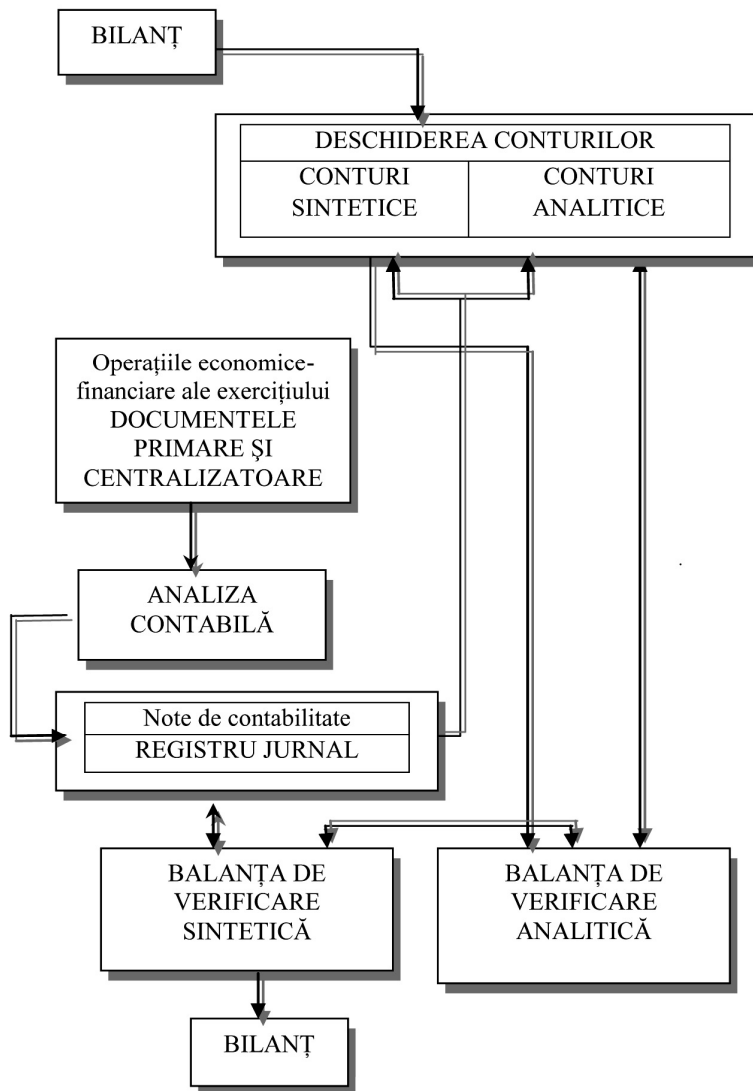 BILANȚ
DESCHIDEREA CONTURILOR
CONTURI
SINTETICE
CONTURI
ANALITICE
Operațiile economice-
financiare ale exercițiului
DOCUMENTELE
PRIMARE ŞI
CENTRALIZATOARE
ANALIZA
CONTABILĂ
Note de contabilitate
REGISTRU JURNAL
BALANȚA DE
VERIFICARE
SINTETICĂ
BALANȚA DE
VERIFICARE
ANALITICĂ
BILANȚ